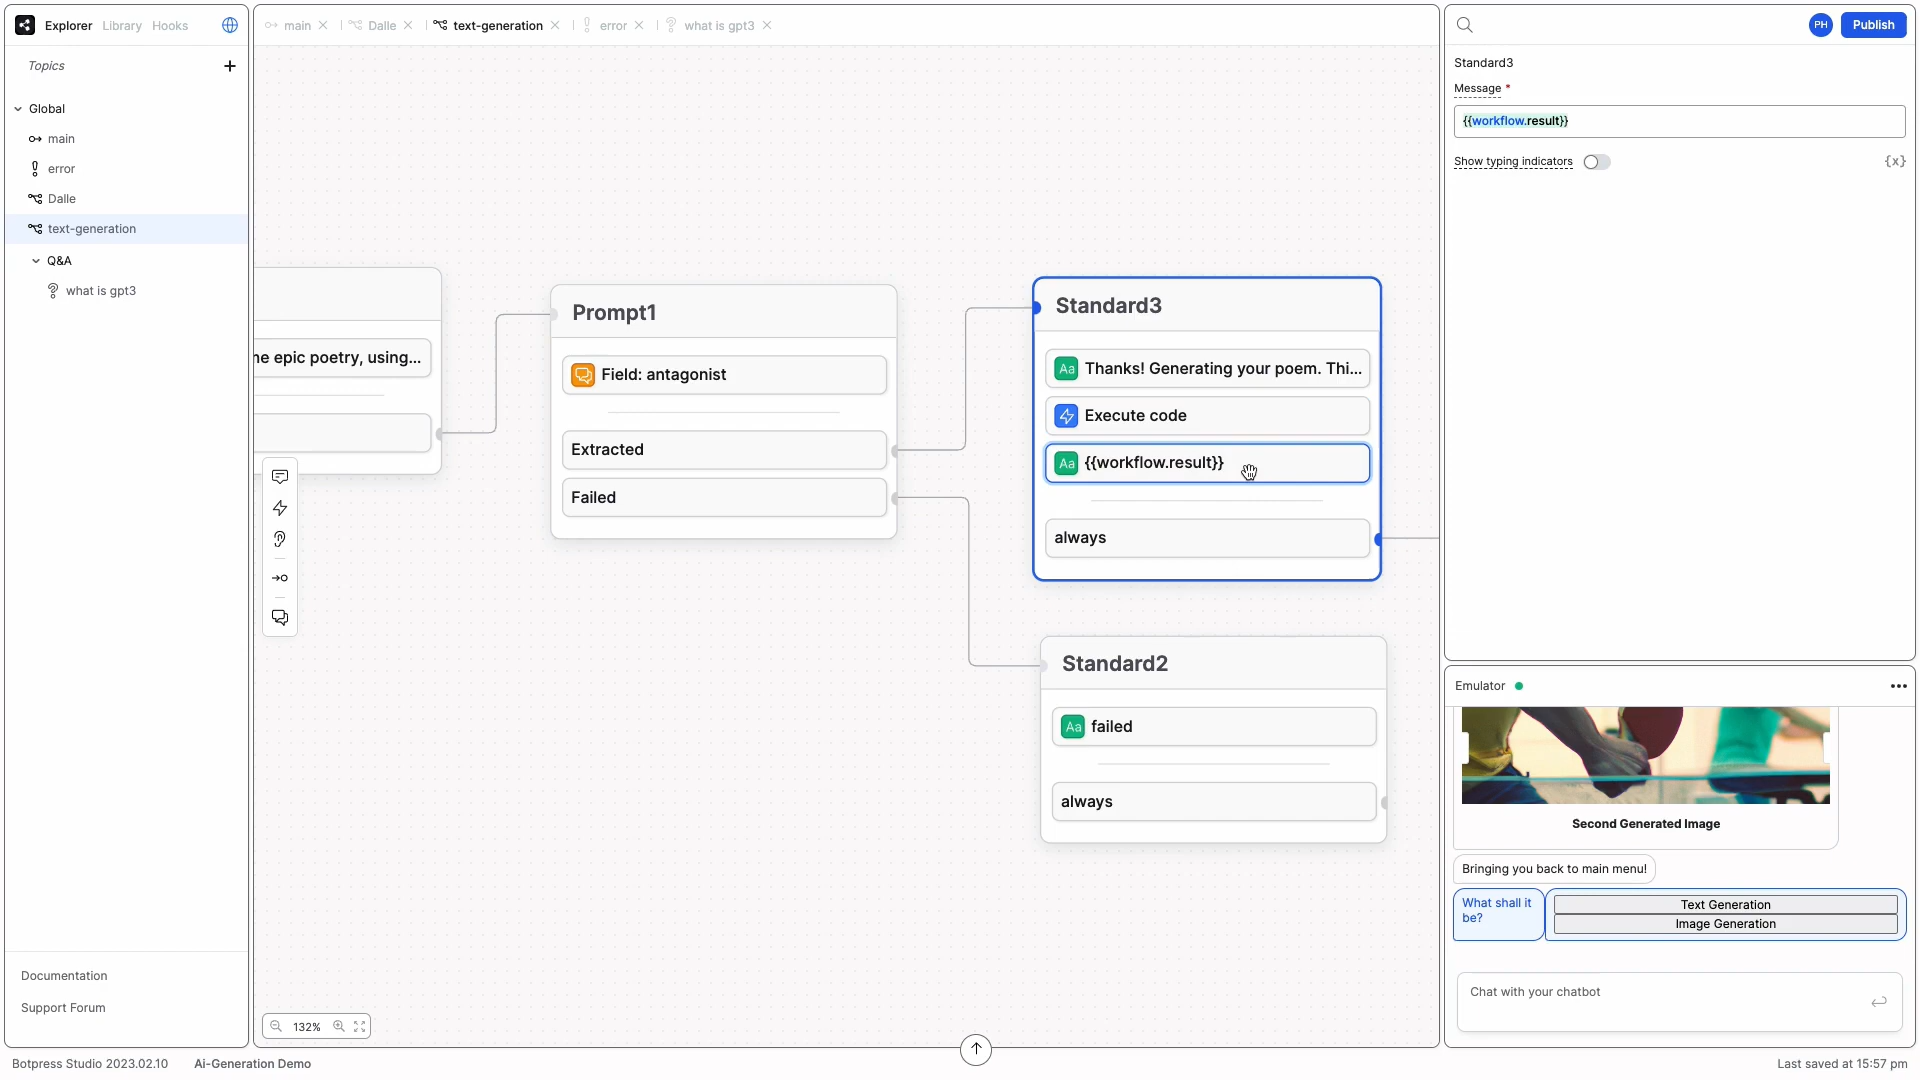 Explorer
Library
Hooks
Topics
Global
main
error
Dalle
text-generation
Q&A
what is gpt3
Documentation
Support Forum
main
Dalle
text-generation
error
what is gpt3
ne epic poetry, using...
Prompt1
Field: antagonist
Extracted
Failed
Standard3
Aa Thanks! Generating your poem. Thi...
Execute code
Aa {{workflow.result}}
always
Standard2
Aa failed
always
132%
PH
Publish
Standard3
Message *
{{workflow.result}}
Show typing indicators
{x}
Emulator
Second Generated Image
Bringing you back to main menu!
What shall it
be?
Text Generation
Image Generation
Chat with your chatbot
Botpress Studio 2023.02.10
Ai-Generation Demo
Last saved at 15:57 pm